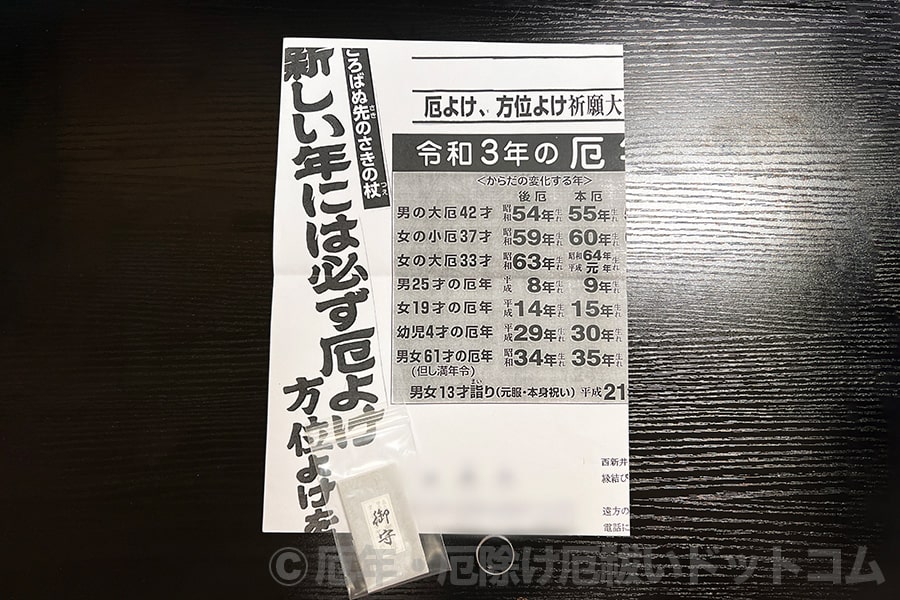 ころばぬ先のさきの杖
さき
つえ
新しい年には必ず厄よけ
方位よけを
厄よけ、方位よけ祈願大
令和3年の厄
<からだの変化する年>
後厄 本厄
男の大厄42才 昭和54年生れ 55年生れ
女の小厄37才 昭和59年生れ 60年生れ
女の大厄33才 昭和63年生れ 昭和64年 平成元年生れ
男25才の厄年 平成8年生れ 9年生れ
女19才の厄年 平成14年生れ 15年生れ
幼児4才の厄年 平成29年生れ 30年生れ
男女61才の厄年 昭和34年生れ 35年生れ
(但し満年令)
まい
男女13才詣り(元服・本身祝い) 平成21
西新井
縁結び
遠方の
電話に
御守
© 厄年・厄除け厄祓いドットコム